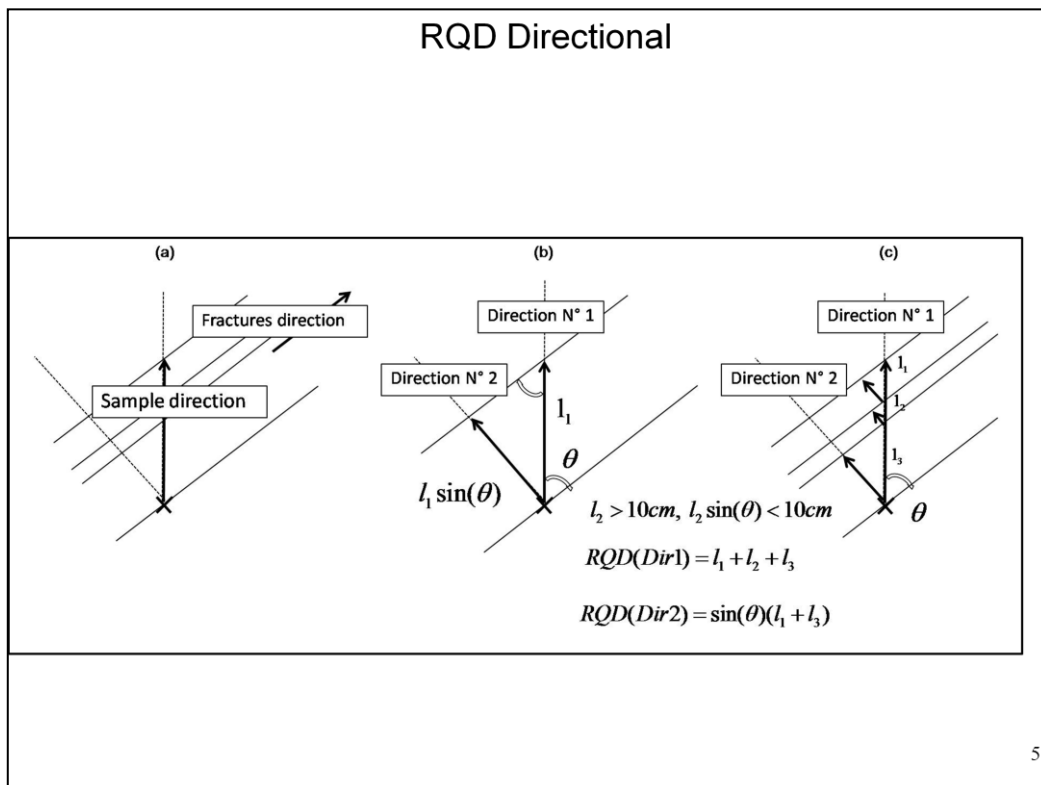 RQD Directional
(a)
Fractures direction
Sample direction
(b)
Direction N° 1
Direction N° 2
l₁
θ
l₁ sin(θ)
(c)
Direction N° 1
Direction N° 2
l₁
l₂
l₃
θ
l₂ > 10cm, l₂ sin(θ) < 10cm
RQD(Dir1) = l₁ + l₂ + l₃
RQD(Dir2) = sin(θ)(l₁ + l₃)
5